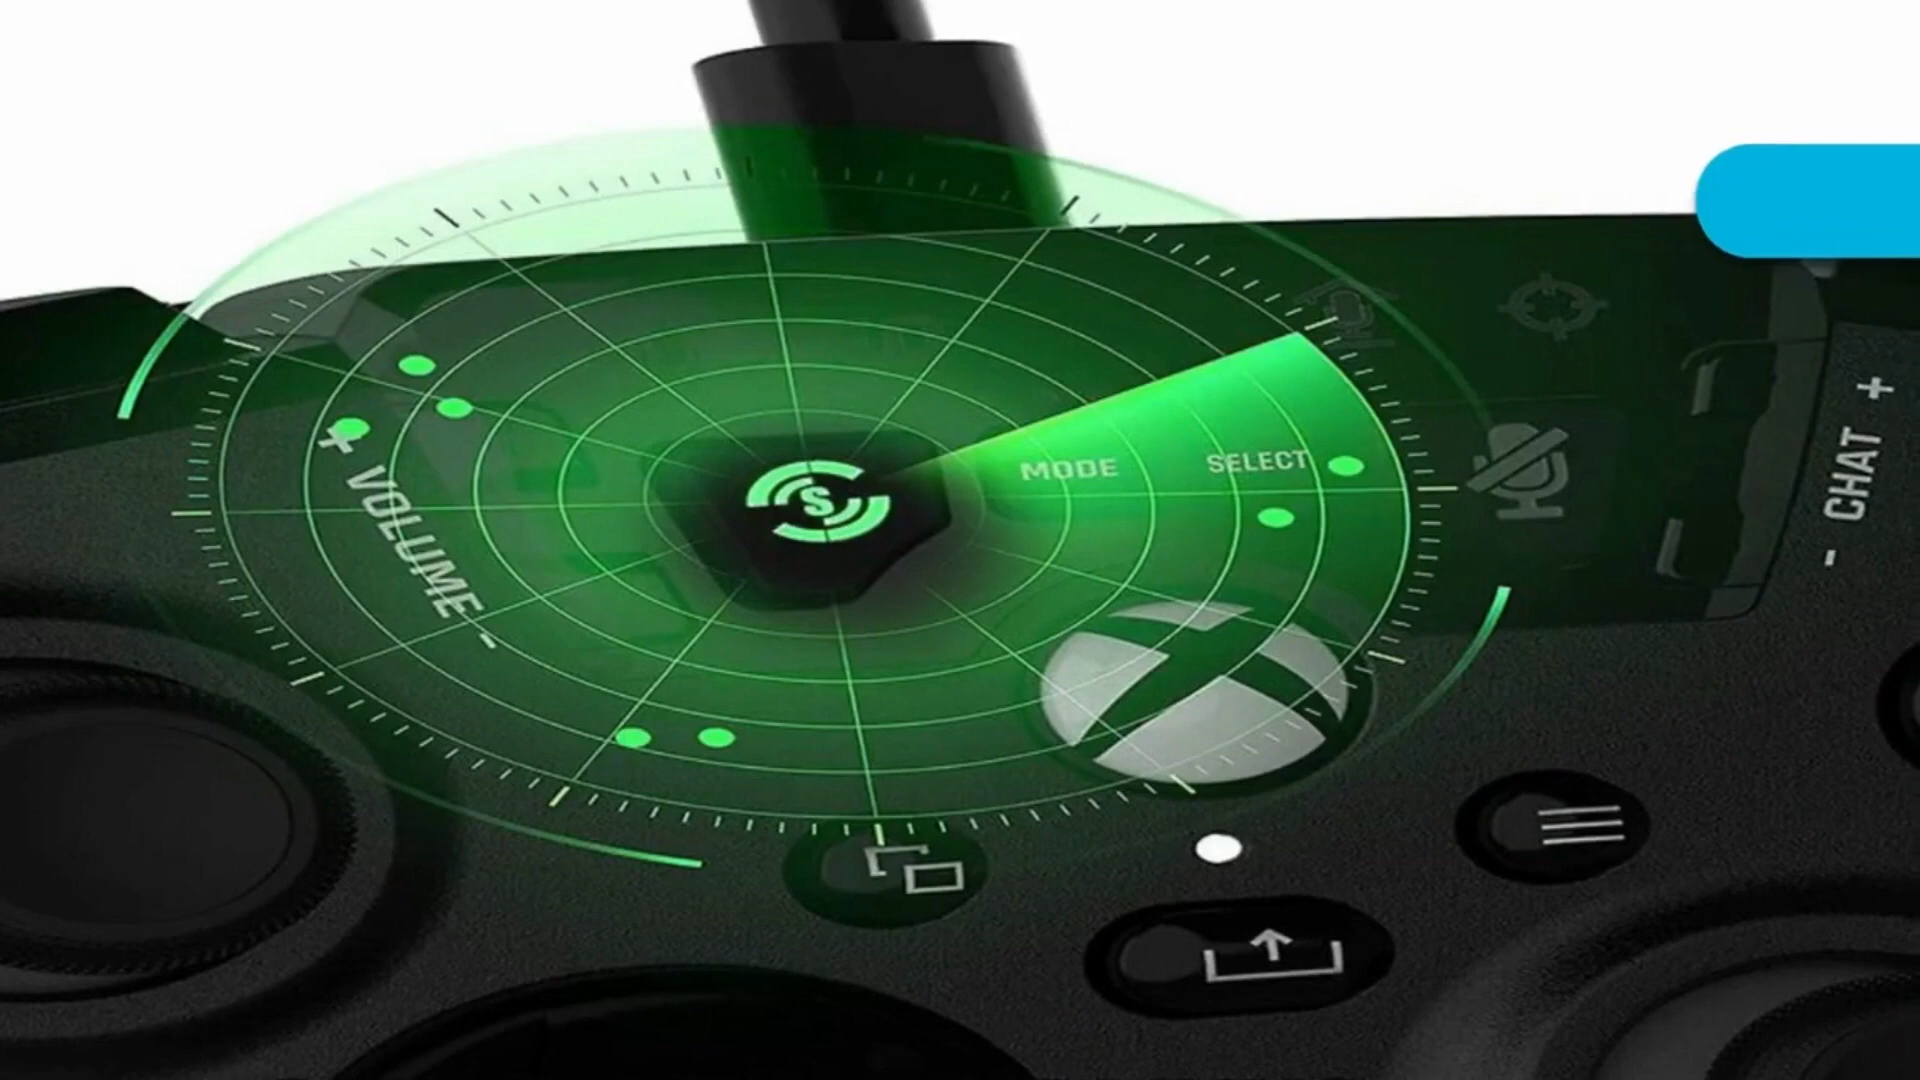 MODE
SELECT
+ VOLUME -
- CHAT +
S